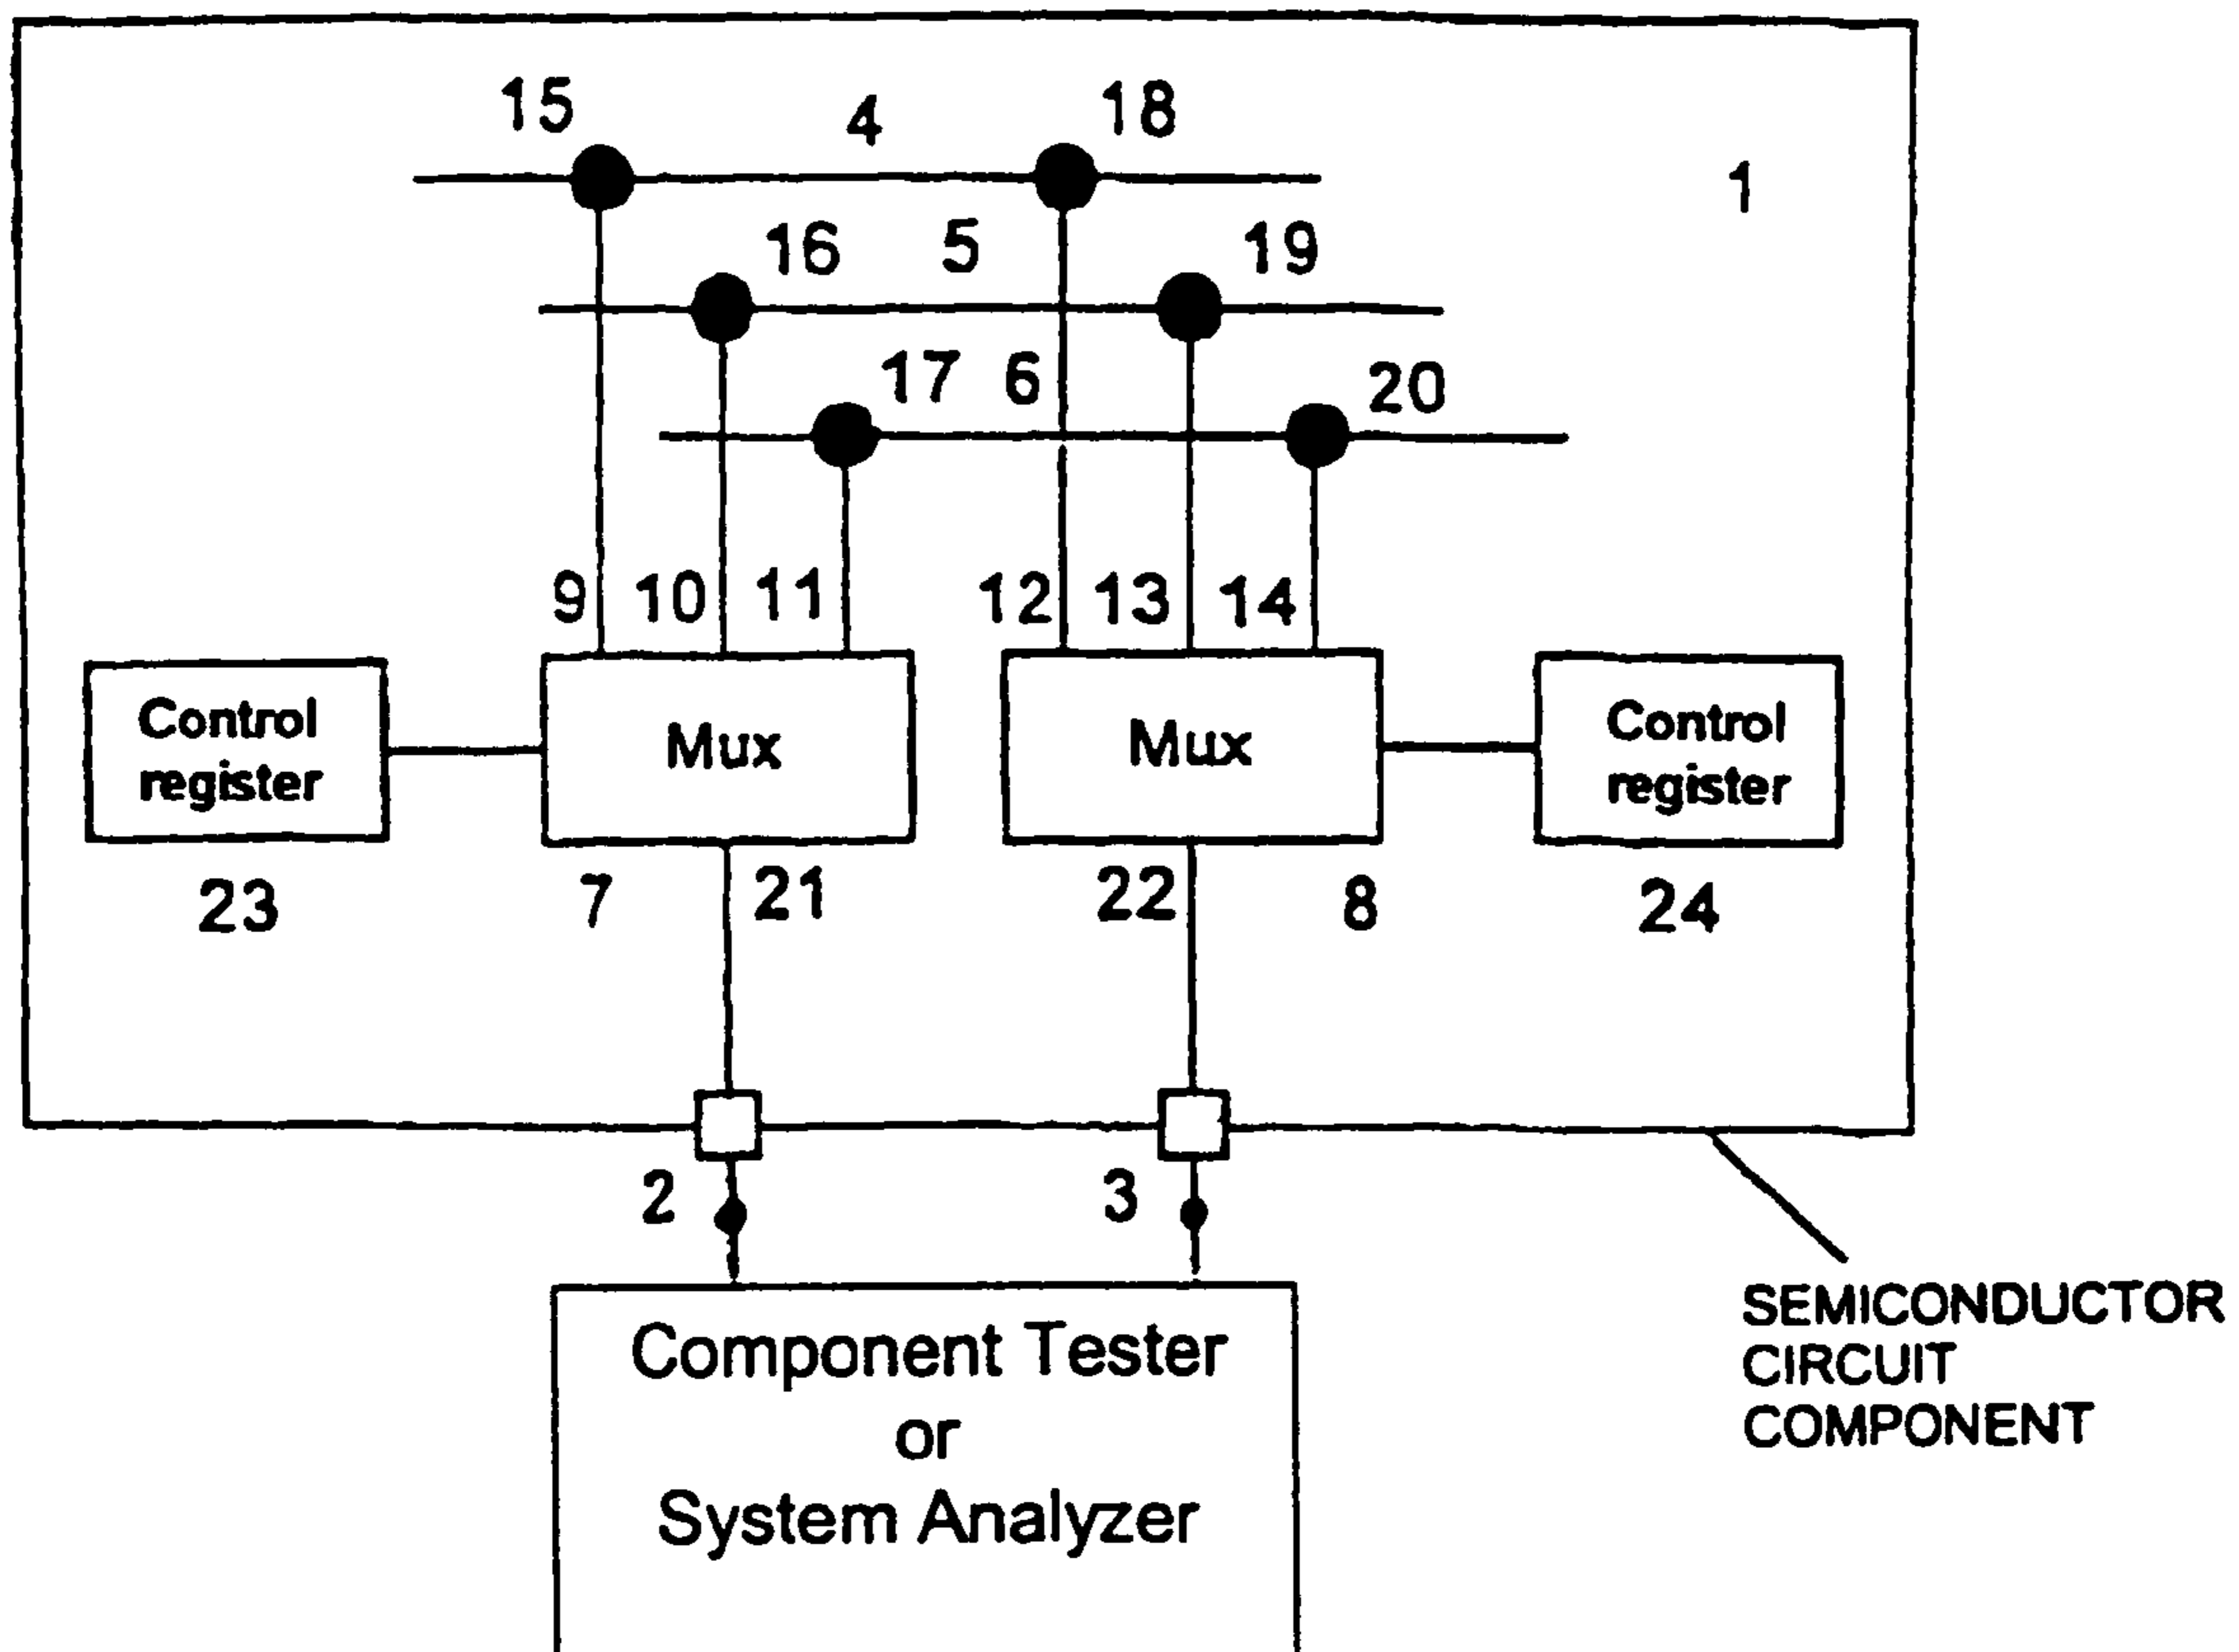 15 4 18
1
16 5 19
17 6 20
9 10 11 12 13 14
Control
register
Mux
Mux
Control
register
23 7 21 22 8 24
2 3
Component Tester
or
System Analyzer
SEMICONDUCTOR
CIRCUIT
COMPONENT